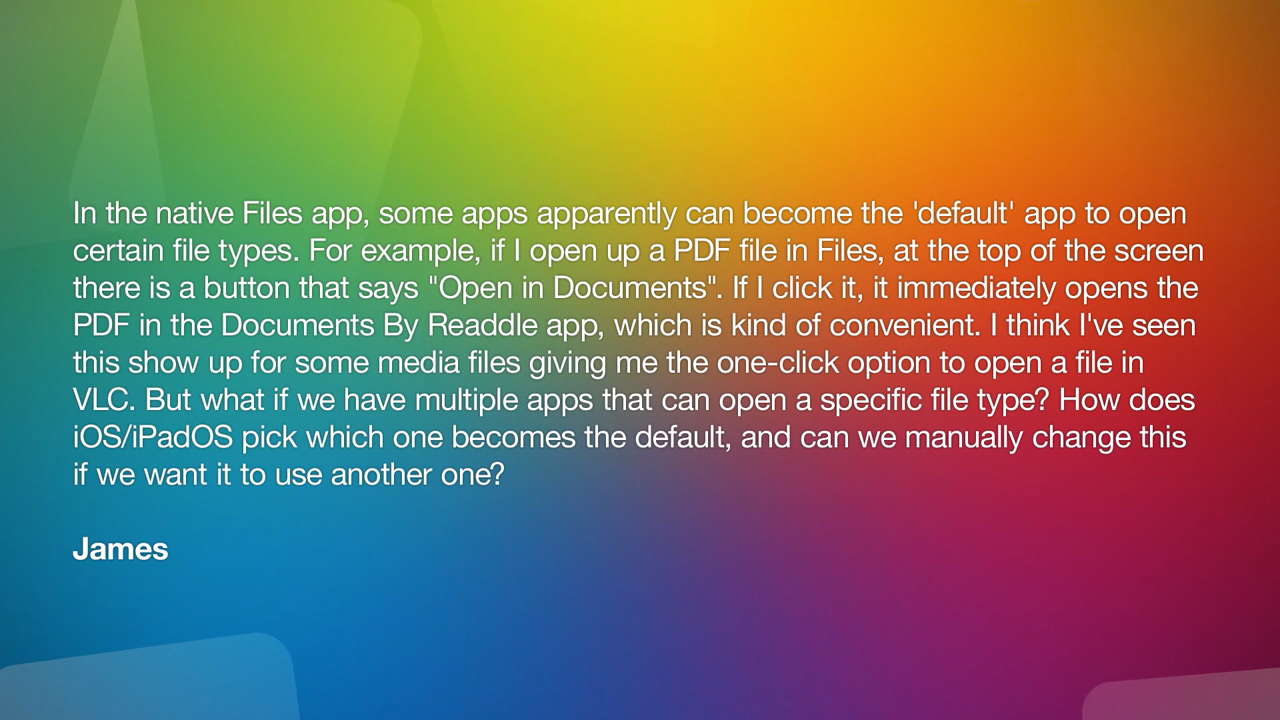 In the native Files app, some apps apparently can become the 'default' app to open
certain file types. For example, if I open up a PDF file in Files, at the top of the screen
there is a button that says "Open in Documents". If I click it, it immediately opens the
PDF in the Documents By Readdle app, which is kind of convenient. I think I've seen
this show up for some media files giving me the one-click option to open a file in
VLC. But what if we have multiple apps that can open a specific file type? How does
iOS/iPadOS pick which one becomes the default, and can we manually change this
if we want it to use another one?
James